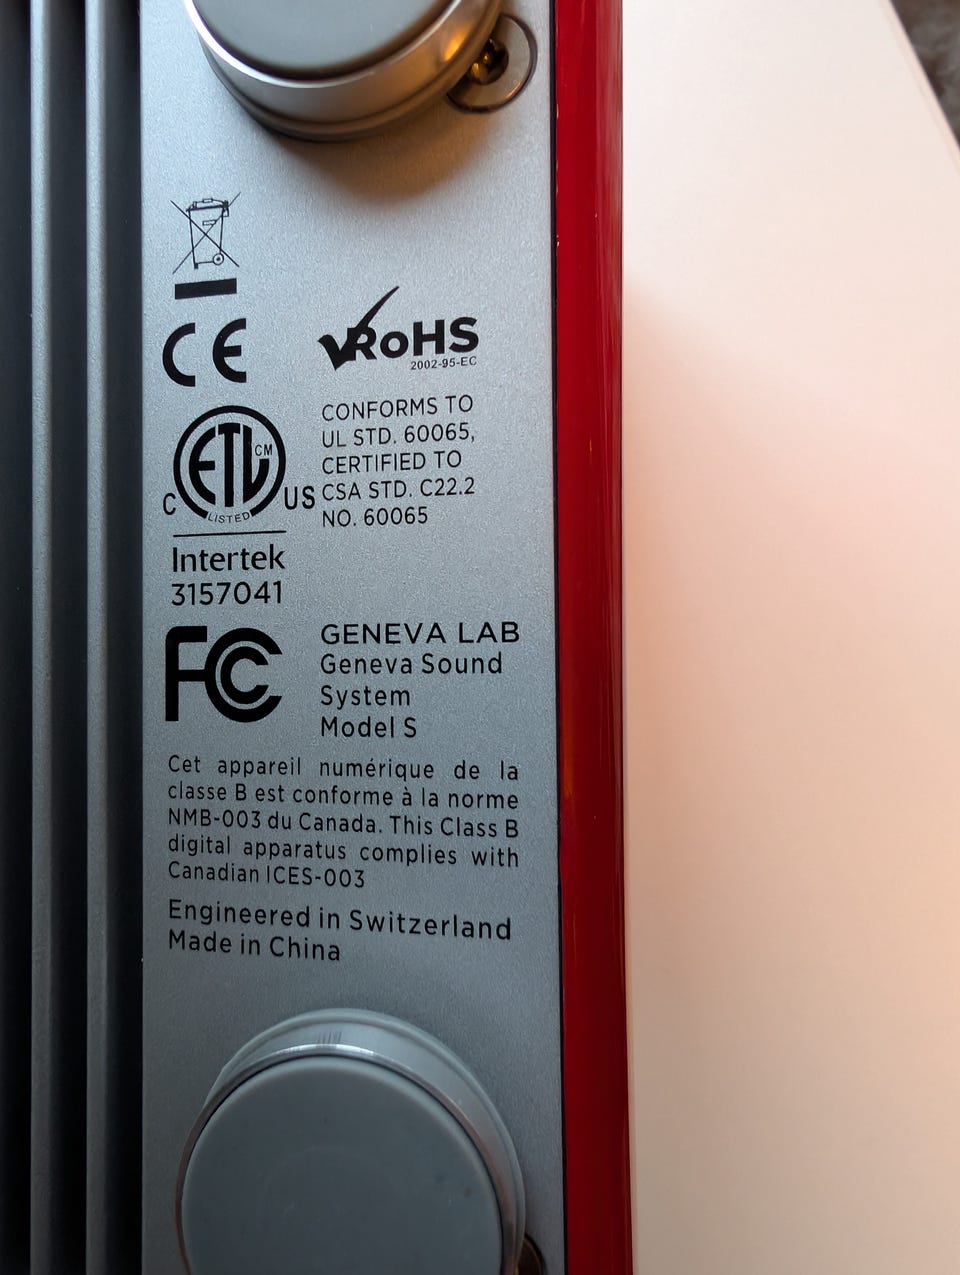 CE
RoHS
2002-95-EC
CONFORMS TO
UL STD. 60065,
CERTIFIED TO
CSA STD. C22.2
NO. 60065
ETL CM
C US
LISTED
Intertek
3157041
FC
GENEVA LAB
Geneva Sound
System
Model S
Cet appareil numérique de la
classe B est conforme à la norme
NMB-003 du Canada. This Class B
digital apparatus complies with
Canadian ICES-003
Engineered in Switzerland
Made in China